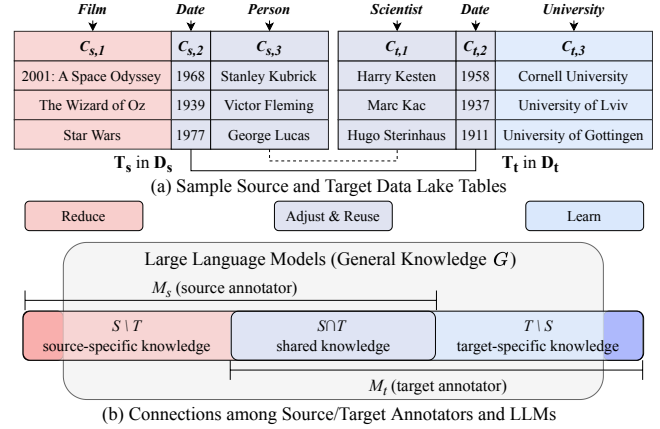 Film Date Person Scientist Date University
C_{s,1} C_{s,2} C_{s,3} C_{t,1} C_{t,2} C_{t,3}
2001: A Space Odyssey 1968 Stanley Kubrick Harry Kesten 1958 Cornell University
The Wizard of Oz 1939 Victor Fleming Marc Kac 1937 University of Lviv
Star Wars 1977 George Lucas Hugo Sterinhaus 1911 University of Gottingen
T_s in D_s T_t in D_t
(a) Sample Source and Target Data Lake Tables
Reduce Adjust & Reuse Learn
Large Language Models (General Knowledge G)
M_s (source annotator)
S \ T S∩T T \ S
source-specific knowledge shared knowledge target-specific knowledge
M_t (target annotator)
(b) Connections among Source/Target Annotators and LLMs